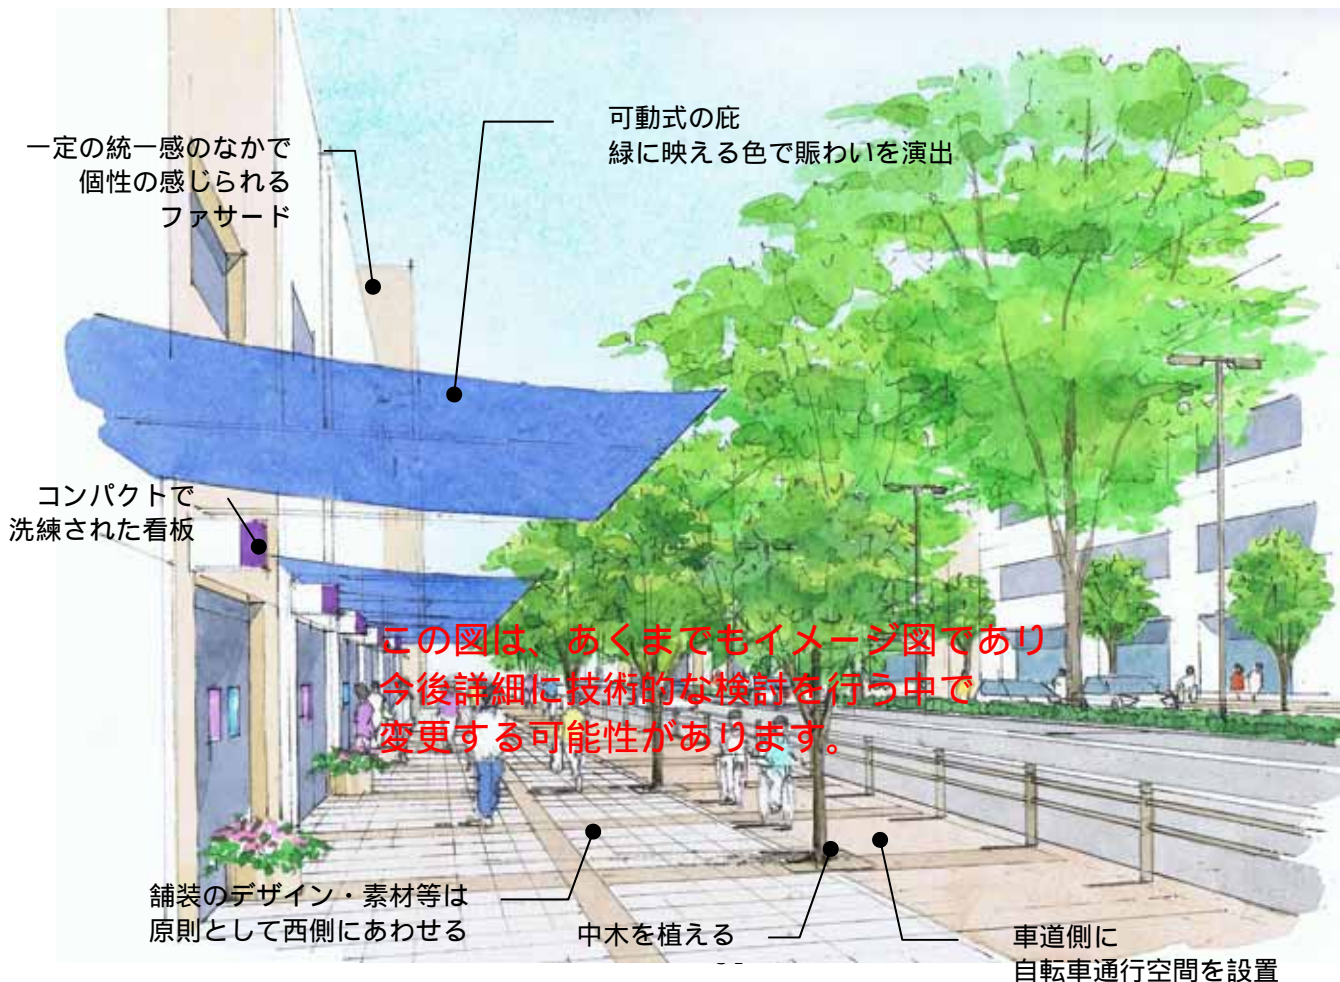 可動式の庇
緑に映える色で賑わいを演出
一定の統一感のなかで
個性の感じられる
ファサード
コンパクトで
洗練された看板
この図は、あくまでもイメージ図であり
今後詳細に技術的な検討を行う中で
変更する可能性があります。
舗装のデザイン・素材等は
原則として西側にあわせる
中木を植える
車道側に
自転車通行空間を設置